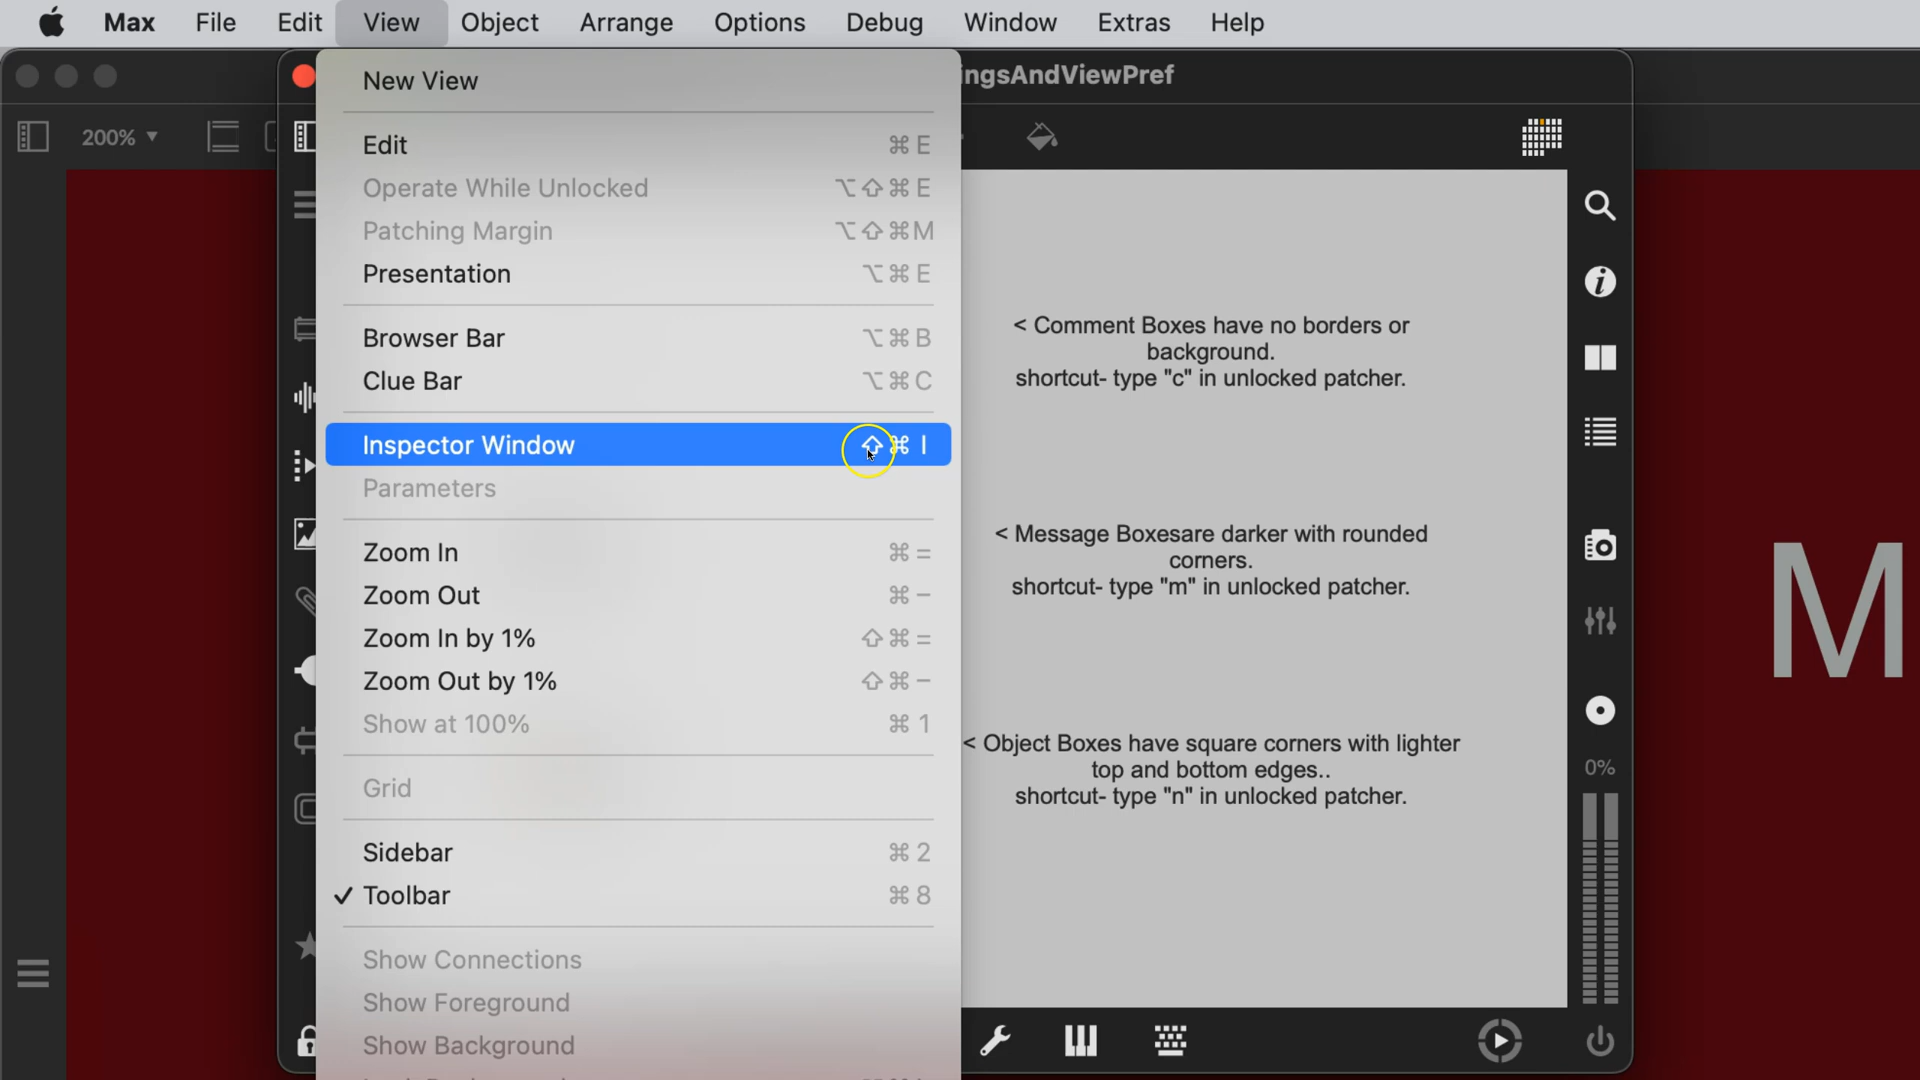 Max File Edit View Object Arrange Options Debug Window Extras Help
ingsAndViewPref
200%
New View
Edit ⌘ E
Operate While Unlocked ⌥⇧⌘ E
Patching Margin ⌥⇧⌘M
Presentation ⌥⌘ E
Browser Bar ⌥⌘ B
Clue Bar ⌥⌘ C
Inspector Window ⇧⌘ I
Parameters
Zoom In ⌘ =
Zoom Out ⌘ −
Zoom In by 1% ⇧⌘ =
Zoom Out by 1% ⇧⌘ −
Show at 100% ⌘ 1
Grid
Sidebar ⌘ 2
✓ Toolbar ⌘ 8
Show Connections
Show Foreground
Show Background
< Comment Boxes have no borders or
background.
shortcut- type "c" in unlocked patcher.
< Message Boxesare darker with rounded
corners.
shortcut- type "m" in unlocked patcher.
< Object Boxes have square corners with lighter
top and bottom edges..
shortcut- type "n" in unlocked patcher.
0%
M